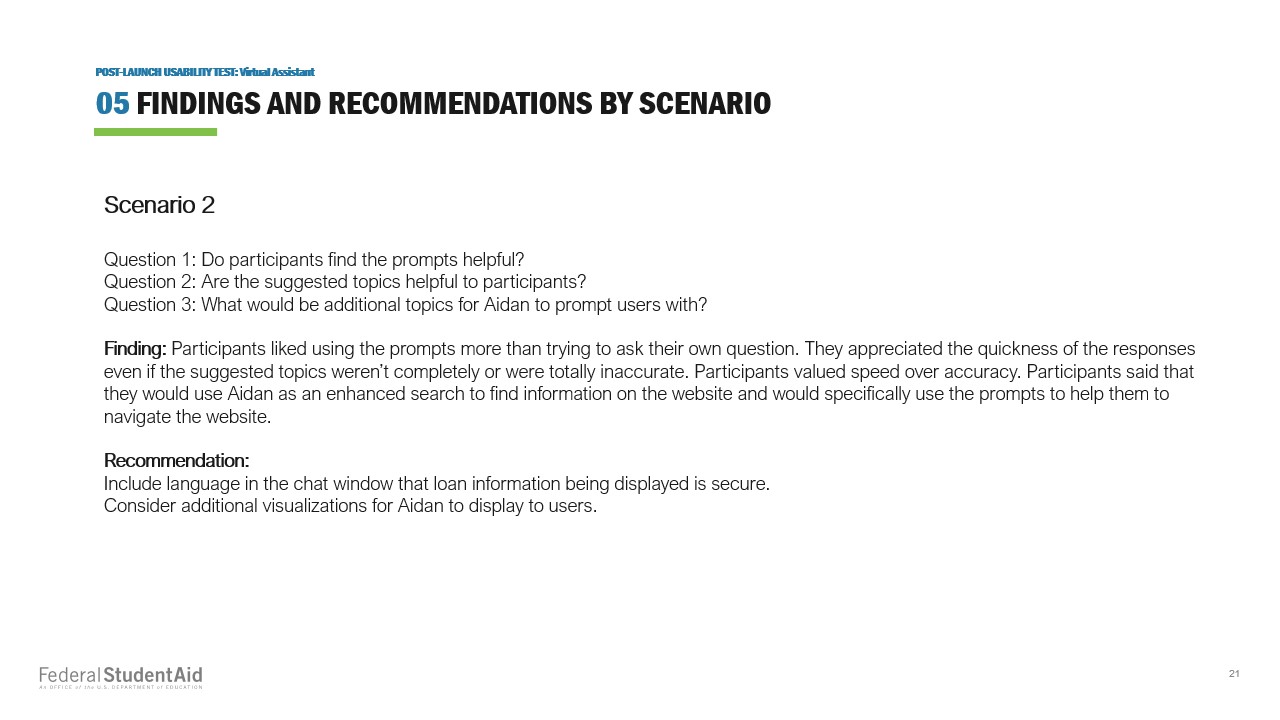 POST-LAUNCH USABILITY TEST: Virtual Assistant
05 FINDINGS AND RECOMMENDATIONS BY SCENARIO
Scenario 2
Question 1: Do participants find the prompts helpful?
Question 2: Are the suggested topics helpful to participants?
Question 3: What would be additional topics for Aidan to prompt users with?
Finding: Participants liked using the prompts more than trying to ask their own question. They appreciated the quickness of the responses
even if the suggested topics weren't completely or were totally inaccurate. Participants valued speed over accuracy. Participants said that
they would use Aidan as an enhanced search to find information on the website and would specifically use the prompts to help them to
navigate the website.
Recommendation:
Include language in the chat window that loan information being displayed is secure.
Consider additional visualizations for Aidan to display to users.
Federal StudentAid
An OFFICE of the U.S. DEPARTMENT of EDUCATION
21